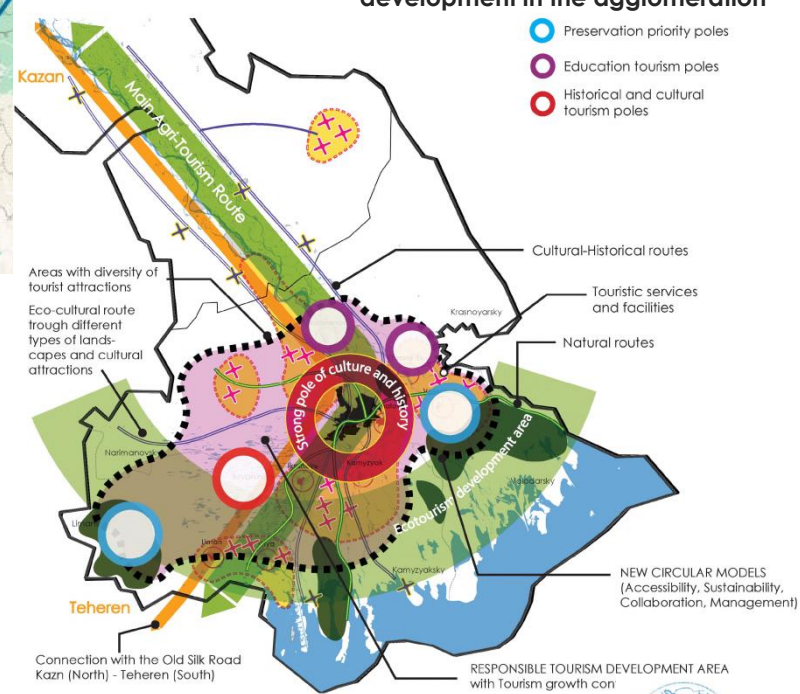 development in the agglomeration
Preservation priority poles
Education tourism poles
Historical and cultural
tourism poles
Kazan
Main Agri-Tourism Route
Cultural-Historical routes
Areas with diversity of
tourist attractions
Touristic services
and facilities
Krasnoyarsky
Eco-cultural route
trough different
types of lands-
capes and cultural
attractions
Natural routes
Strong pole of culture and history
Narimanovsky
Kamyzyak
Ecotourism development area
Kamyzyaksky
Teheren
NEW CIRCULAR MODELS
(Accessibility, Sustainability,
Collaboration, Management)
Connection with the Old Silk Road
Kazn (North) - Teheren (South)
RESPONSIBLE TOURISM DEVELOPMENT AREA
with Tourism growth con